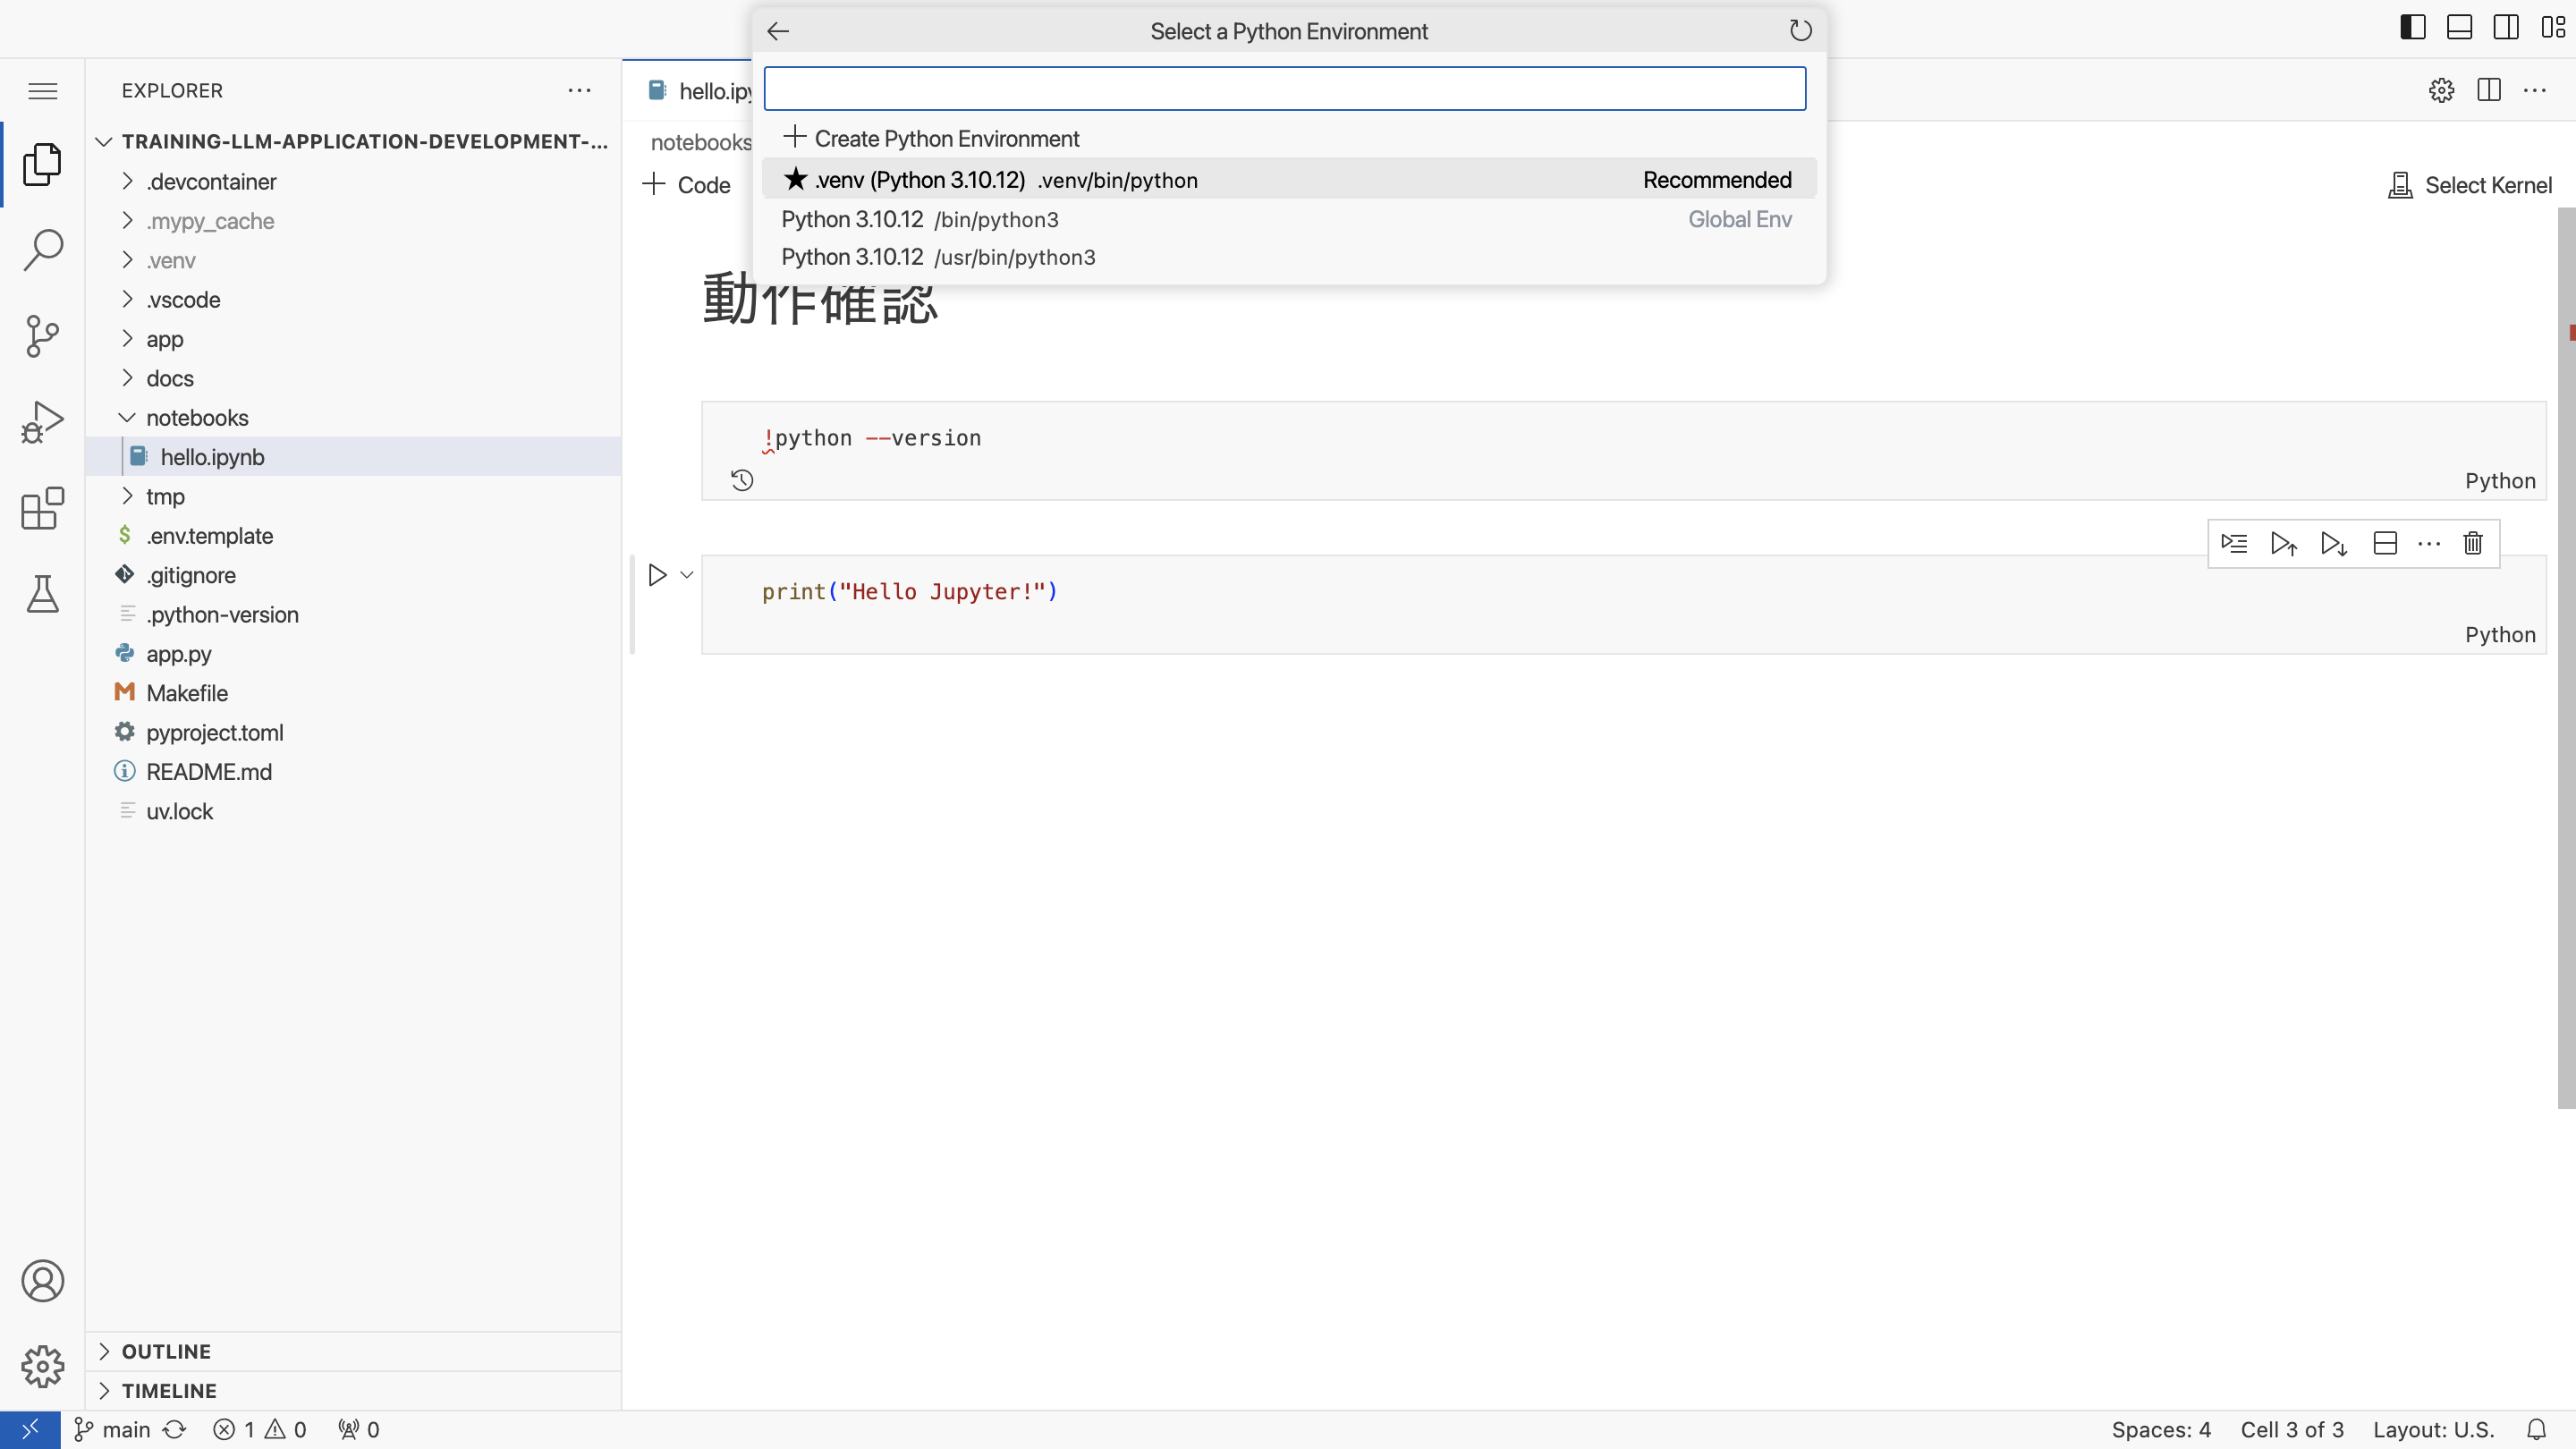 Select a Python Environment
Create Python Environment
.venv (Python 3.10.12) .venv/bin/python Recommended
Python 3.10.12 /bin/python3 Global Env
Python 3.10.12 /usr/bin/python3
EXPLORER
TRAINING-LLM-APPLICATION-DEVELOPMENT-...
.devcontainer
.mypy_cache
.venv
.vscode
app
docs
notebooks
hello.ipynb
tmp
.env.template
.gitignore
.python-version
app.py
Makefile
pyproject.toml
README.md
uv.lock
OUTLINE
TIMELINE
hello.ipy
notebooks
Code
Select Kernel
動作確認
!python --version
Python
print("Hello Jupyter!")
Python
main 1 0 0
Spaces: 4 Cell 3 of 3 Layout: U.S.